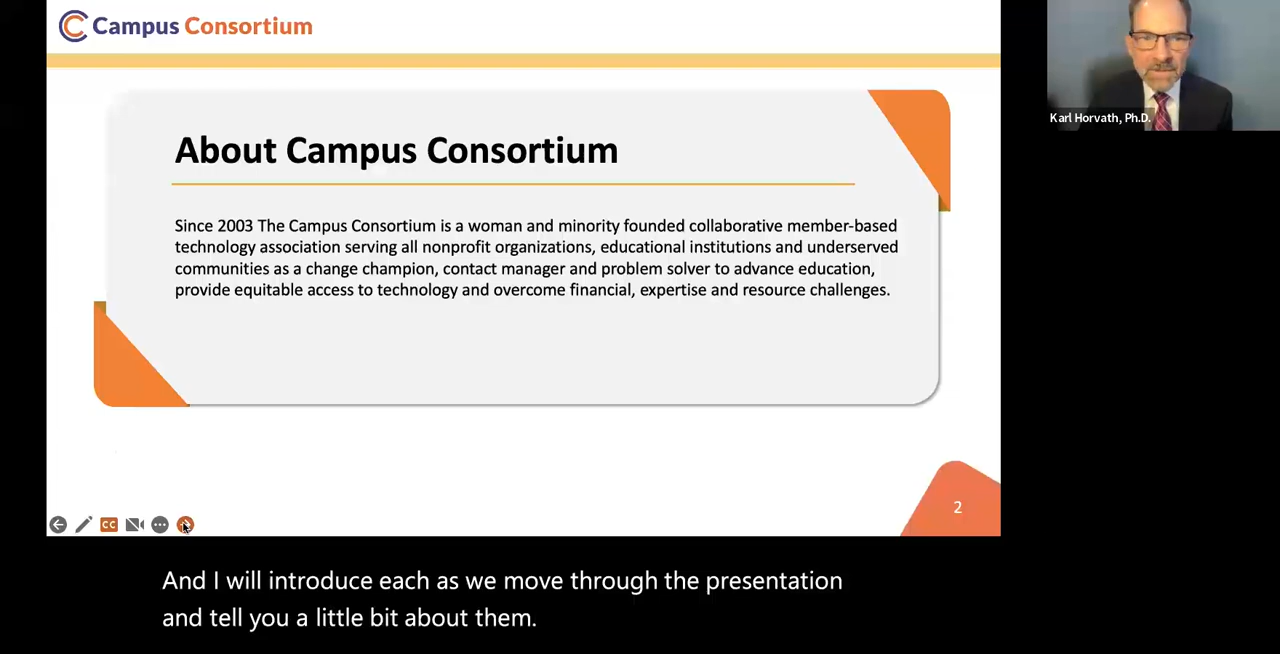 Campus Consortium
Karl Horvath, Ph.D.
About Campus Consortium
Since 2003 The Campus Consortium is a woman and minority founded collaborative member-based
technology association serving all nonprofit organizations, educational institutions and underserved
communities as a change champion, contact manager and problem solver to advance education,
provide equitable access to technology and overcome financial, expertise and resource challenges.
2
CC
And I will introduce each as we move through the presentation
and tell you a little bit about them.